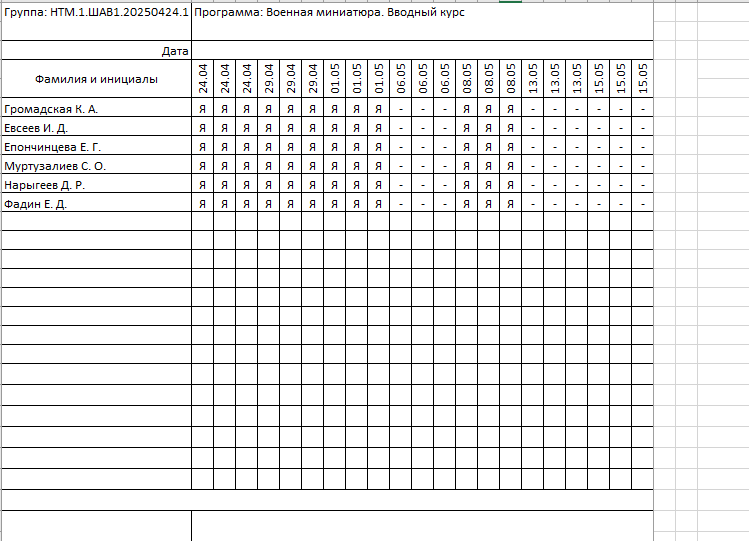 Группа: НТМ.1.ШАВ1.20250424.1 Программа: Военная миниатюра. Вводный курс
Дата
Фамилия и инициалы 24.04 24.04 24.04 29.04 29.04 29.04 01.05 01.05 01.05 06.05 06.05 06.05 08.05 08.05 08.05 13.05 13.05 13.05 15.05 15.05 15.05
Громадская К. А. Я Я Я Я Я Я Я Я Я - - - Я Я Я - - - - - -
Евсеев И. Д. Я Я Я Я Я Я Я Я Я - - - Я Я Я - - - - - -
Епончинцева Е. Г. Я Я Я Я Я Я Я Я Я - - - Я Я Я - - - - - -
Муртузалиев С. О. Я Я Я Я Я Я Я Я Я - - - Я Я Я - - - - - -
Нарыгеев Д. Р. Я Я Я Я Я Я Я Я Я - - - Я Я Я - - - - - -
Фадин Е. Д. Я Я Я Я Я Я Я Я Я - - - Я Я Я - - - - - -